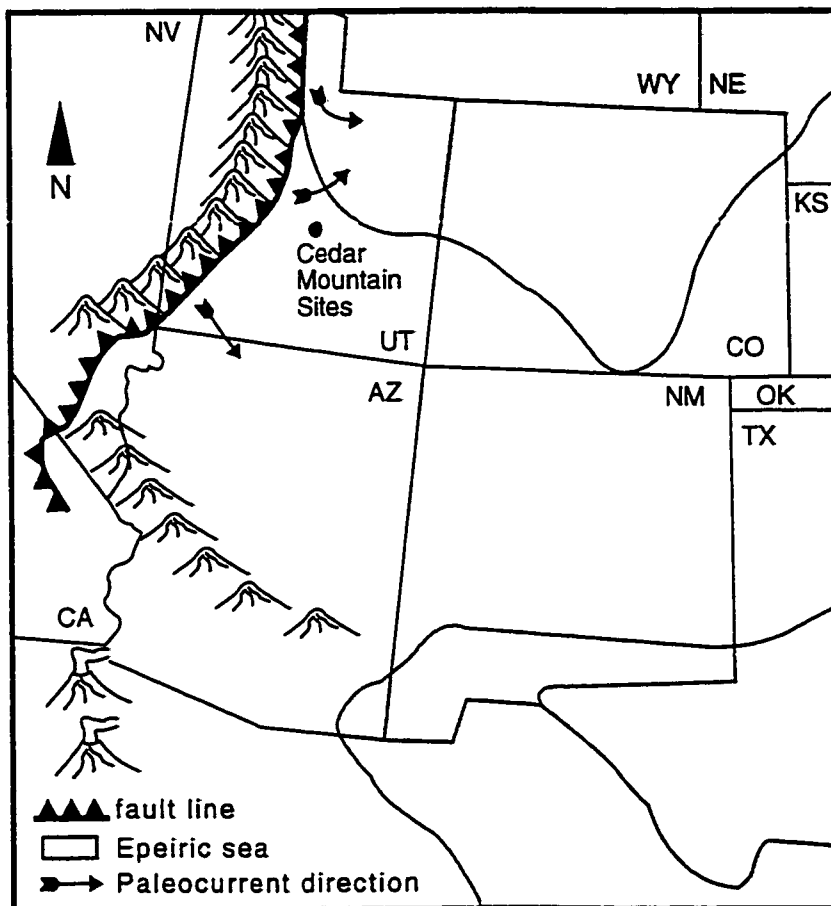 NV
WY
NE
N
KS
Cedar
Mountain
Sites
UT
CO
AZ
NM
OK
TX
CA
fault line
Epeiric sea
Paleocurrent direction